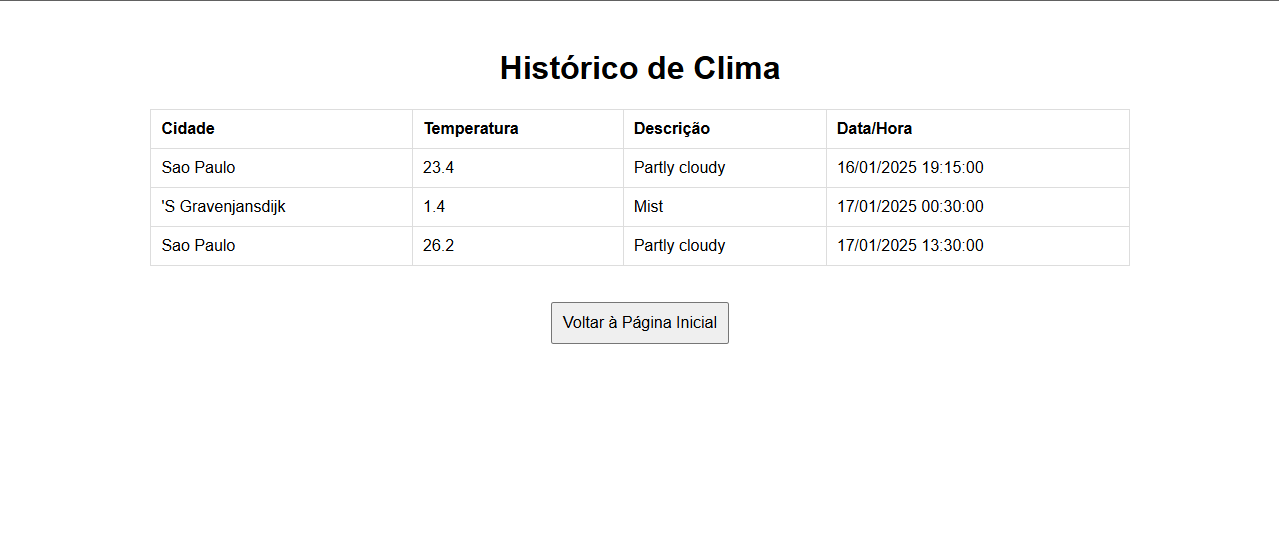 Histórico de Clima
Cidade Temperatura Descrição Data/Hora
Sao Paulo 23.4 Partly cloudy 16/01/2025 19:15:00
'S Gravenjansdijk 1.4 Mist 17/01/2025 00:30:00
Sao Paulo 26.2 Partly cloudy 17/01/2025 13:30:00
Voltar à Página Inicial